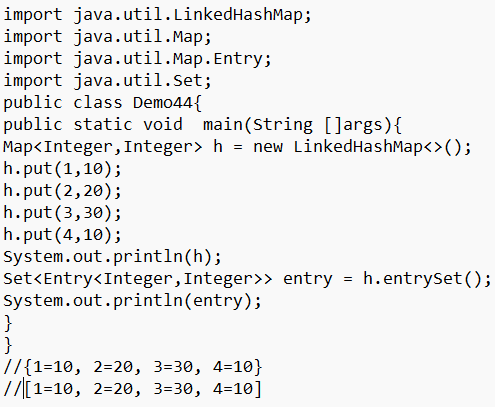 import java.util.LinkedHashMap;
import java.util.Map;
import java.util.Map.Entry;
import java.util.Set;
public class Demo44{
public static void  main(String []args){
Map<Integer,Integer> h = new LinkedHashMap<>();
h.put(1,10);
h.put(2,20);
h.put(3,30);
h.put(4,10);
System.out.println(h);
Set<Entry<Integer,Integer>> entry = h.entrySet();
System.out.println(entry);
}
}
//{1=10, 2=20, 3=30, 4=10}
//[1=10, 2=20, 3=30, 4=10]